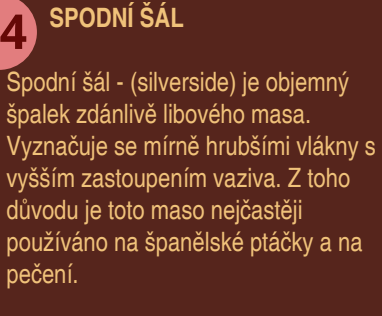 4
SPODNÍ ŠÁL
Spodní šál - (silverside) je objemný
špalek zdánlivě libového masa.
Vyznačuje se mírně hrubšími vlákny s
vyšším zastoupením vaziva. Z toho
důvodu je toto maso nejčastěji
používáno na španělské ptáčky a na
pečení.